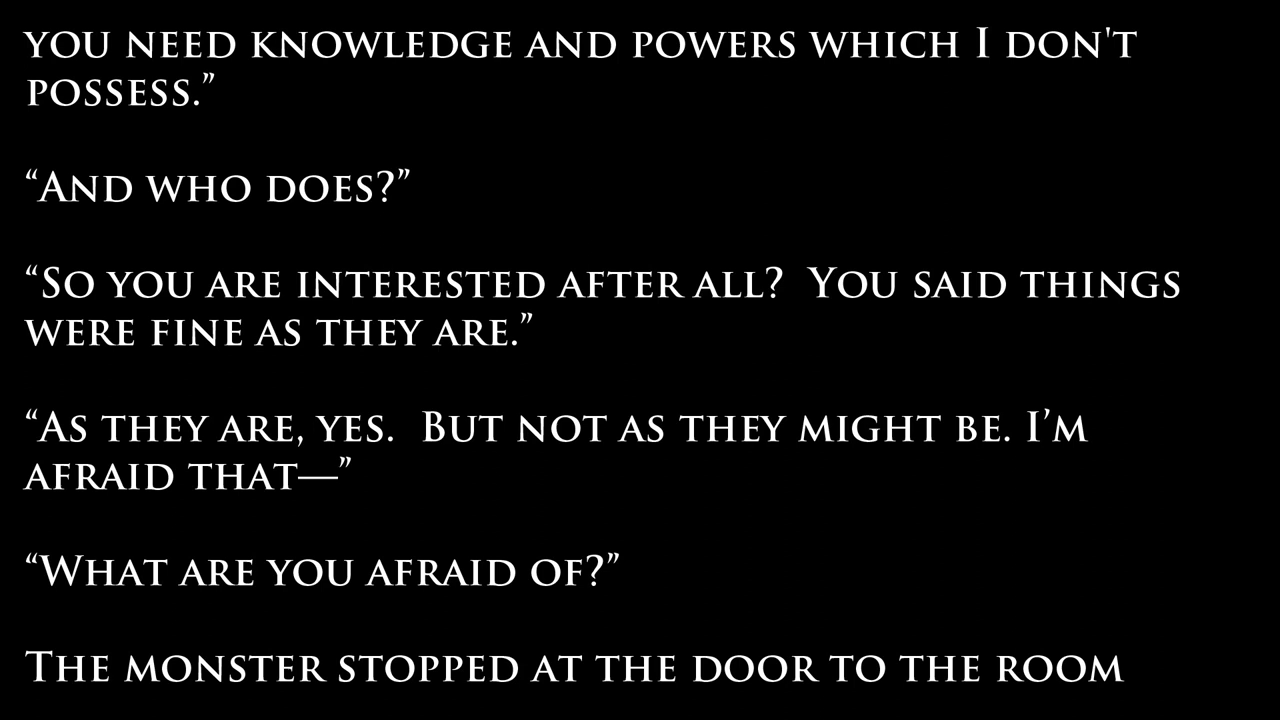 you need knowledge and powers which I don't
possess.”
“And who does?”
“So you are interested after all?  You said things
were fine as they are.”
“As they are, yes.  But not as they might be. I’m
afraid that—”
“What are you afraid of?”
The monster stopped at the door to the room